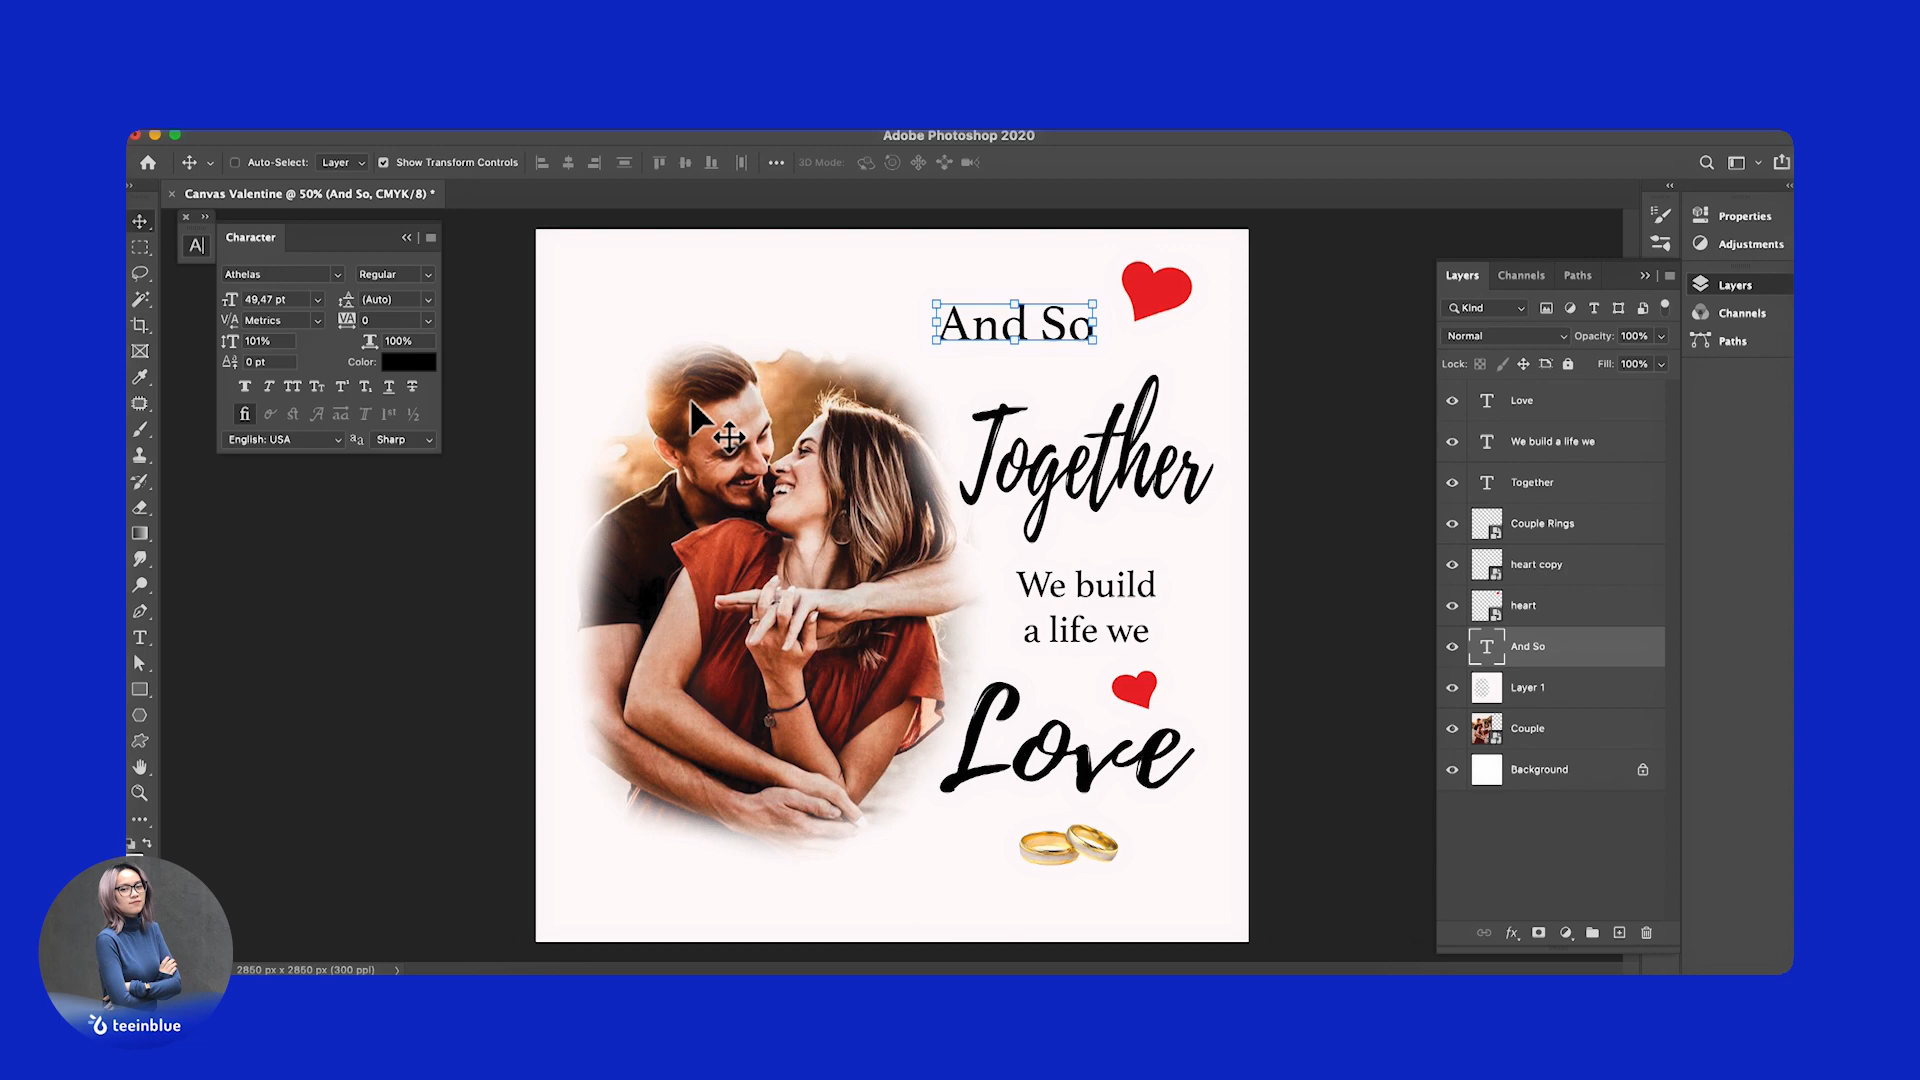 Adobe Photoshop 2020
Auto-Select: Layer Show Transform Controls 3D Mode:
Canvas Valentine @ 50% (And So, CMYK/8) *
Character
Athelas Regular
49,47 pt (Auto)
Metrics 0
101% 100%
0 pt Color:
fi
English: USA Sharp
And So
Together
We build
a life we
Love
2850 px x 2850 px (300 ppi)
Properties
Adjustments
Layers
Channels
Paths
Layers Channels Paths
Kind
Normal Opacity: 100%
Lock: Fill: 100%
Love
We build a life we
Together
Couple Rings
heart copy
heart
And So
Layer 1
Couple
Background
fx
teeinblue